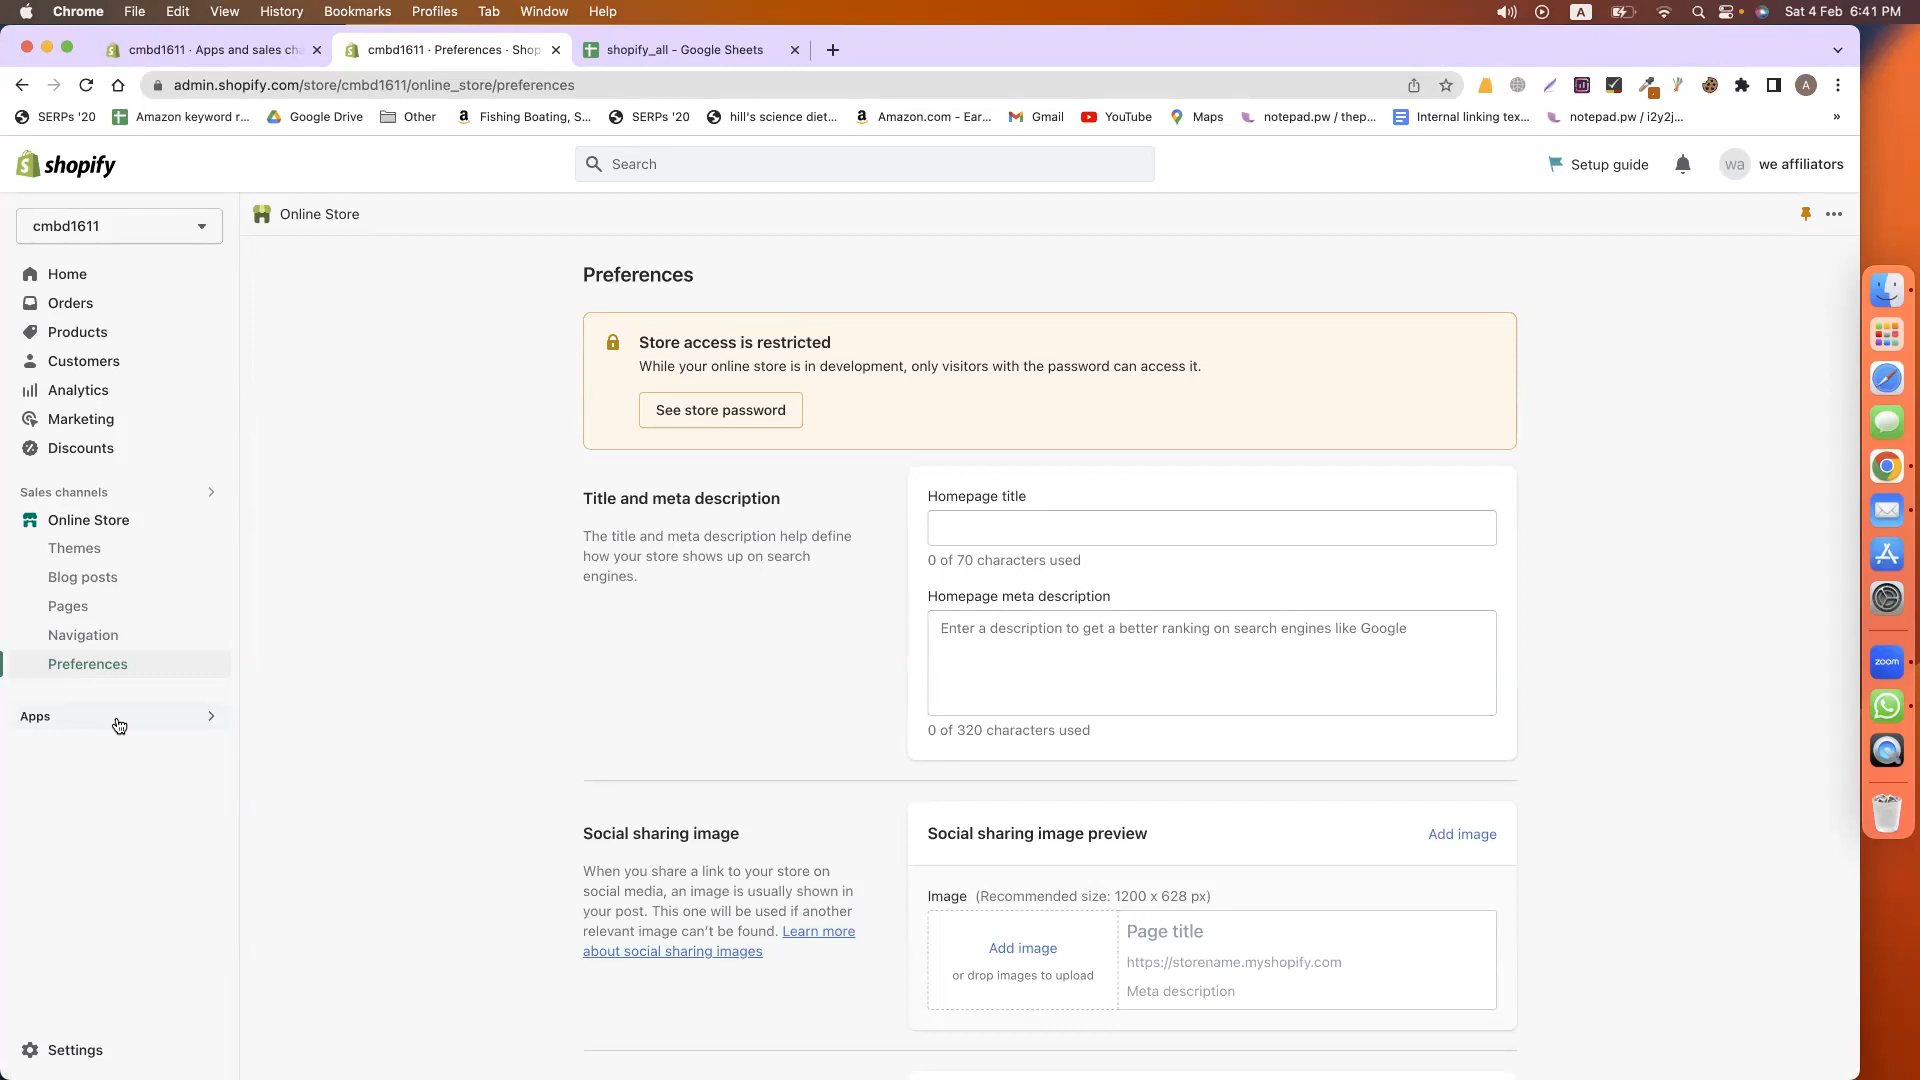 Chrome File Edit View History Bookmarks Profiles Tab Window Help A Sat 4 Feb 6:41 PM
cmbd1611 · Apps and sales cha cmbd1611 · Preferences · Shop shopify_all - Google Sheets
admin.shopify.com/store/cmbd1611/online_store/preferences A
SERPs '20 Amazon keyword r... Google Drive Other Fishing Boating, S... SERPs '20 hill's science diet... Amazon.com - Ear... Gmail YouTube Maps notepad.pw / thep... Internal linking tex... notepad.pw / i2y2j... »
shopify Search Setup guide wa we affiliators
cmbd1611
Online Store
Home
Orders
Products
Customers
Analytics
Marketing
Discounts
Sales channels
Online Store
Themes
Blog posts
Pages
Navigation
Preferences
Apps
Settings
Preferences
Store access is restricted
While your online store is in development, only visitors with the password can access it.
See store password
Title and meta description
The title and meta description help define
how your store shows up on search
engines.
Homepage title
0 of 70 characters used
Homepage meta description
Enter a description to get a better ranking on search engines like Google
0 of 320 characters used
Social sharing image
When you share a link to your store on
social media, an image is usually shown in
your post. This one will be used if another
relevant image can't be found. Learn more
about social sharing images
Social sharing image preview Add image
Image (Recommended size: 1200 x 628 px)
Add image
or drop images to upload
Page title
https://storename.myshopify.com
Meta description
zoom